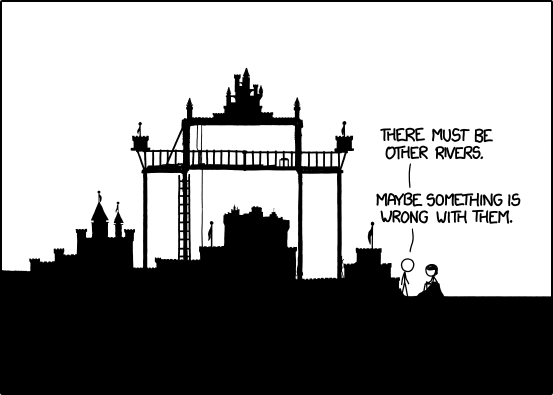 THERE MUST BE
OTHER RIVERS.
MAYBE SOMETHING IS
WRONG WITH THEM.